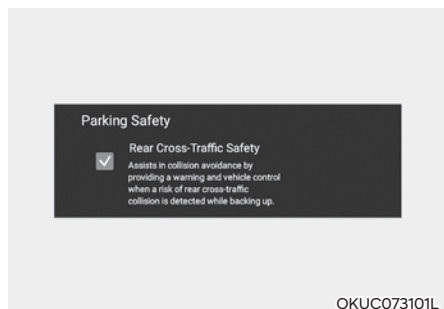 Parking Safety
Rear Cross-Traffic Safety
Assists in collision avoidance by
providing a warning and vehicle control
when a risk of rear cross-traffic
collision is detected while backing up.
OKUC073101L